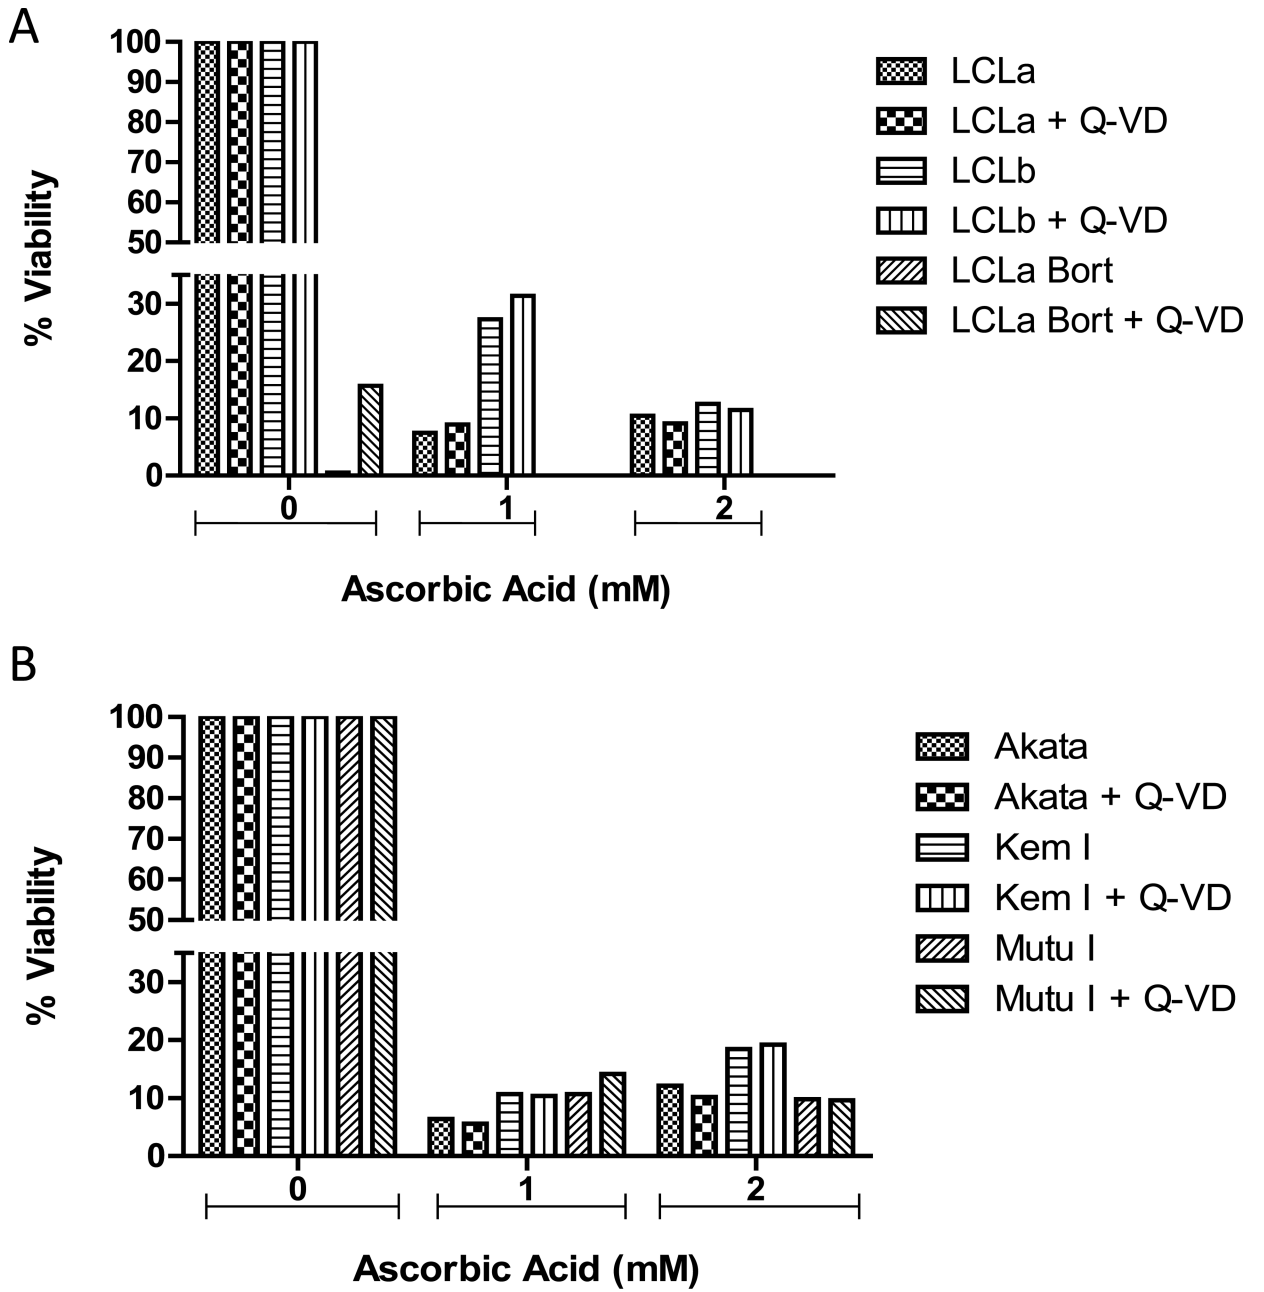 A
% Viability
100
90
80
70
60
50
30
20
10
0
0 1 2
Ascorbic Acid (mM)
LCLa
LCLa + Q-VD
LCLb
LCLb + Q-VD
LCLa Bort
LCLa Bort + Q-VD
B
% Viability
100
90
80
70
60
50
30
20
10
0
0 1 2
Ascorbic Acid (mM)
Akata
Akata + Q-VD
Kem I
Kem I + Q-VD
Mutu I
Mutu I + Q-VD